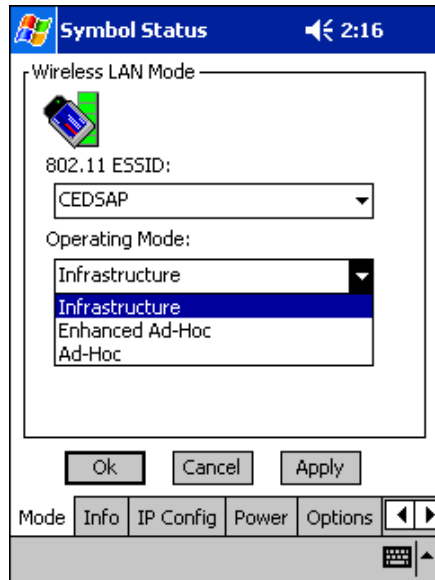 Symbol Status 2:16
Wireless LAN Mode
802.11 ESSID:
CEDSAP
Operating Mode:
Infrastructure
Infrastructure
Enhanced Ad-Hoc
Ad-Hoc
Ok Cancel Apply
Mode Info IP Config Power Options